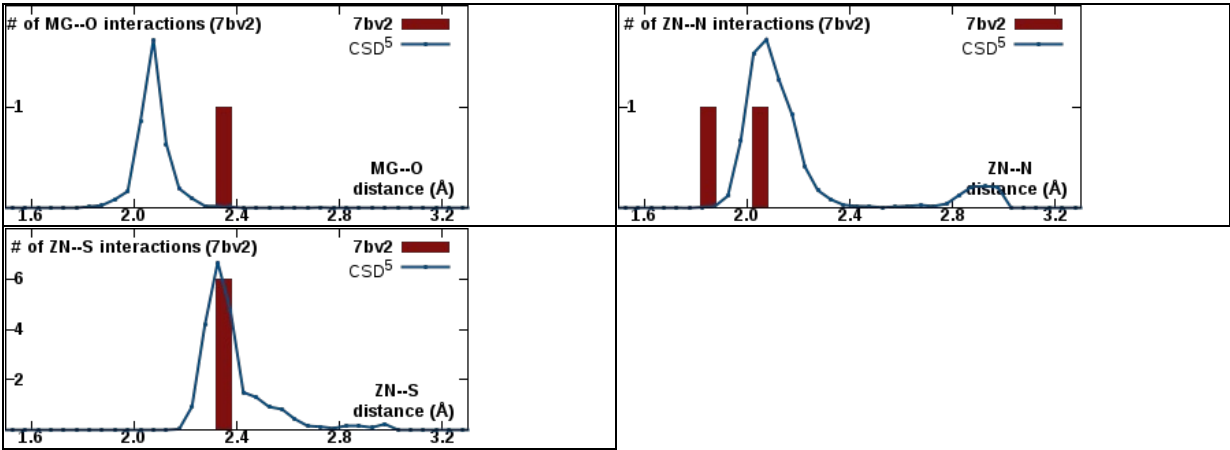 # of MG--O interactions (7bv2)
7bv2
CSD5
1
MG--O
distance (Å)
1.6 2.0 2.4 2.8 3.2
# of ZN--N interactions (7bv2)
7bv2
CSD5
1
ZN--N
distance (Å)
1.6 2.0 2.4 2.8 3.2
# of ZN--S interactions (7bv2)
7bv2
CSD5
6
4
2
ZN--S
distance (Å)
1.6 2.0 2.4 2.8 3.2